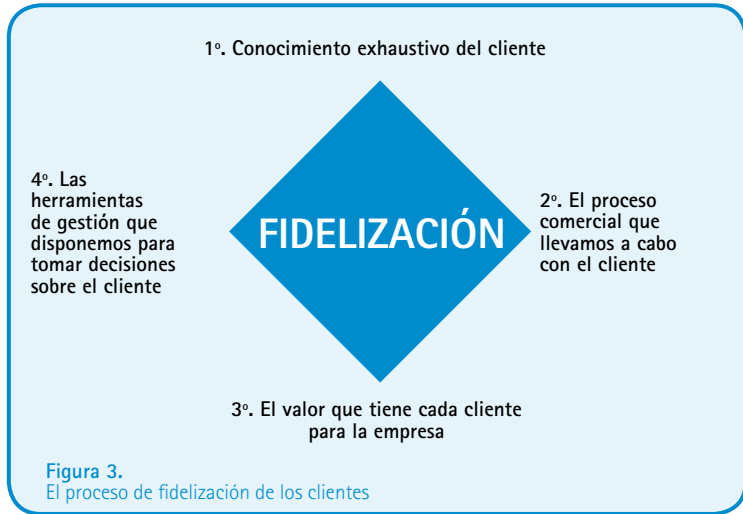 1º. Conocimiento exhaustivo del cliente
4º. Las
herramientas
de gestión que
disponemos para
tomar decisiones
sobre el cliente
FIDELIZACIÓN
2º. El proceso
comercial que
llevamos a cabo
con el cliente
3º. El valor que tiene cada cliente
para la empresa
Figura 3.
El proceso de fidelización de los clientes